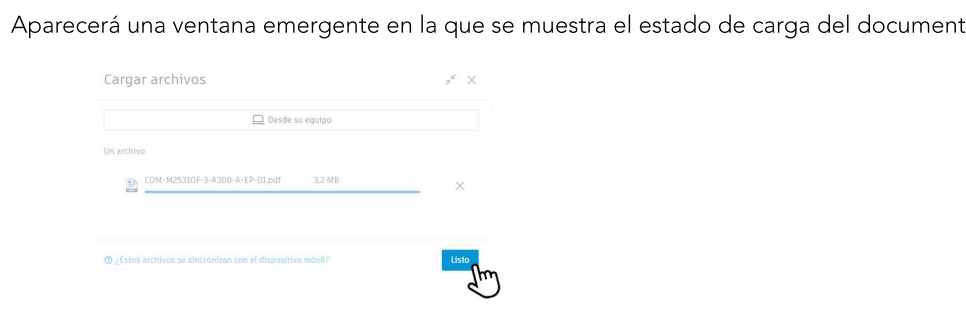 Aparecerá una ventana emergente en la que se muestra el estado de carga del document
Cargar archivos
Desde su equipo
Un archivo
COM-M25310F-3-A300-A-EP-01.pdf 3,2 MB
¿Estos archivos se sincronizan con el dispositivo móvil?
Listo